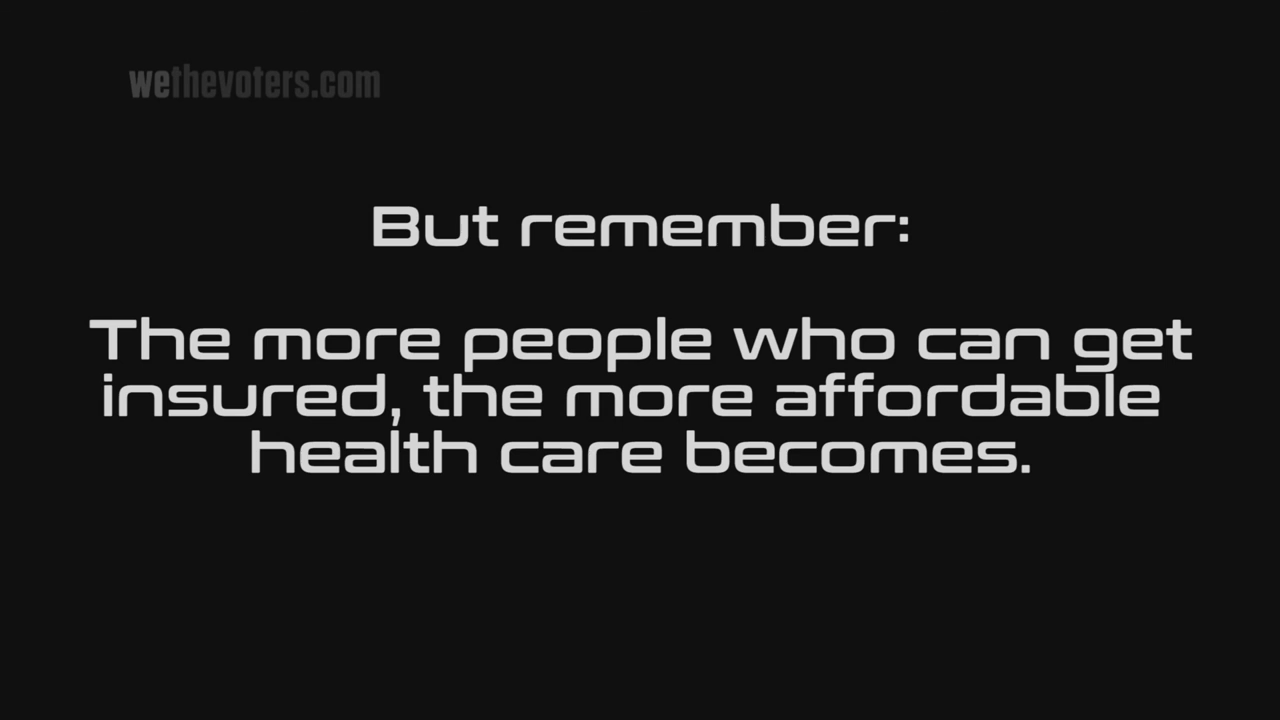 wethevoters.com
But remember:
The more people who can get
insured, the more affordable
health care becomes.